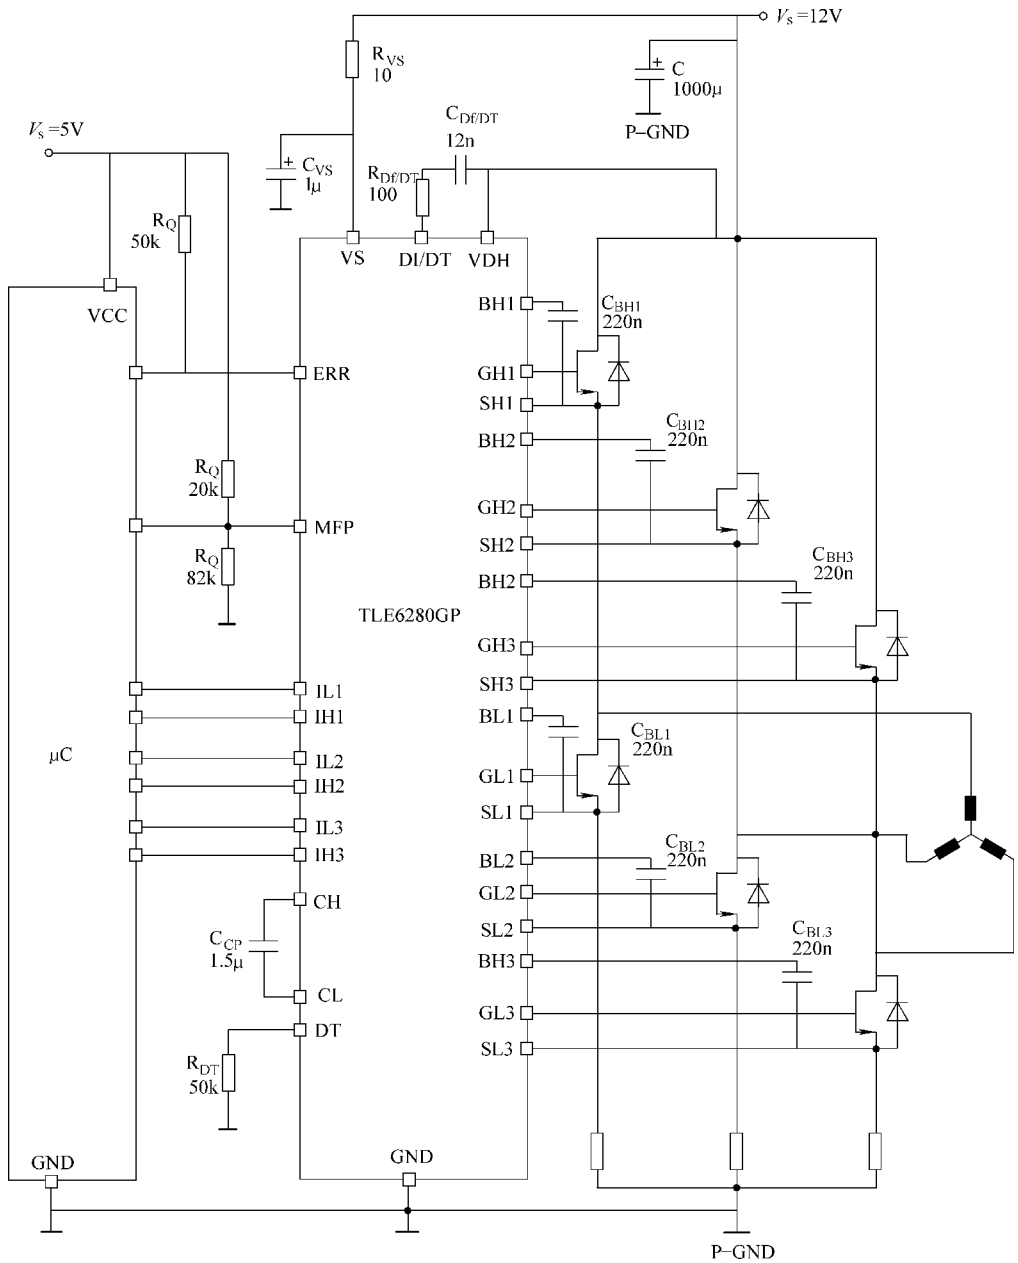 Vs =12V
RVS
10
C
1000μ
P-GND
CDf/DT
12n
Vs =5V
CVS
1μ
RDf/DT
100
RQ
50k
VS
DI/DT
VDH
VCC
BH1
CBH1
220n
ERR
GH1
SH1
BH2
CBH2
220n
RQ
20k
GH2
MFP
SH2
RQ
82k
BH2
CBH3
220n
TLE6280GP
GH3
SH3
IL1
IH1
BL1
CBL1
220n
μC
IL2
IH2
GL1
SL1
IL3
IH3
BL2
CBL2
220n
GL2
CH
SL2
CCP
1.5μ
BH3
CBL3
220n
CL
GL3
DT
SL3
RDT
50k
GND
GND
P-GND